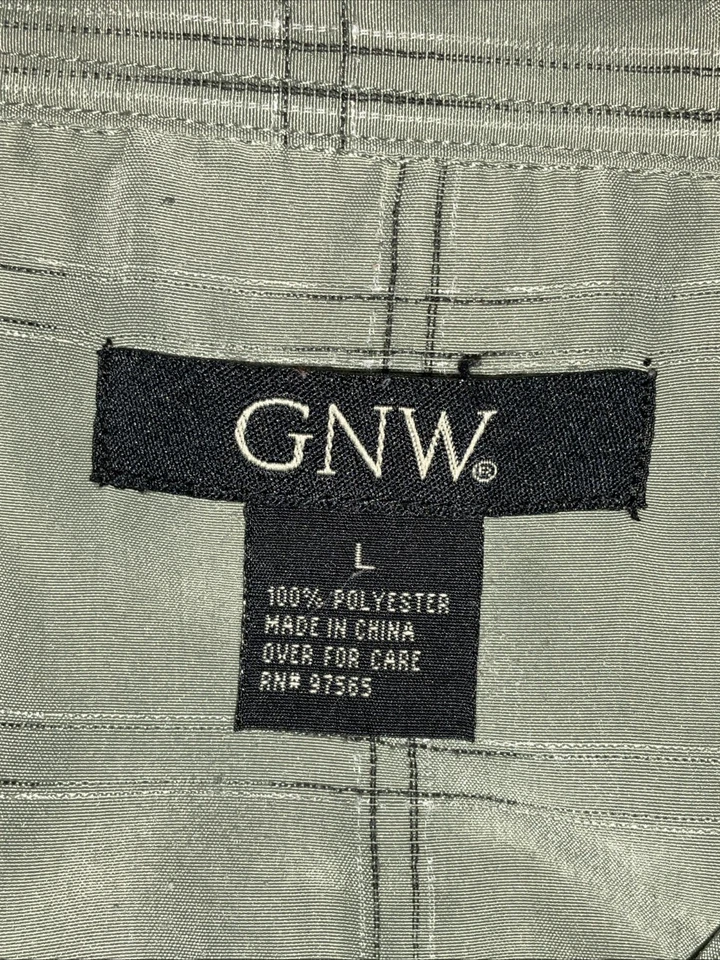 GNW®
L
100% POLYESTER
MADE IN CHINA
OVER FOR CARE
RN# 97565